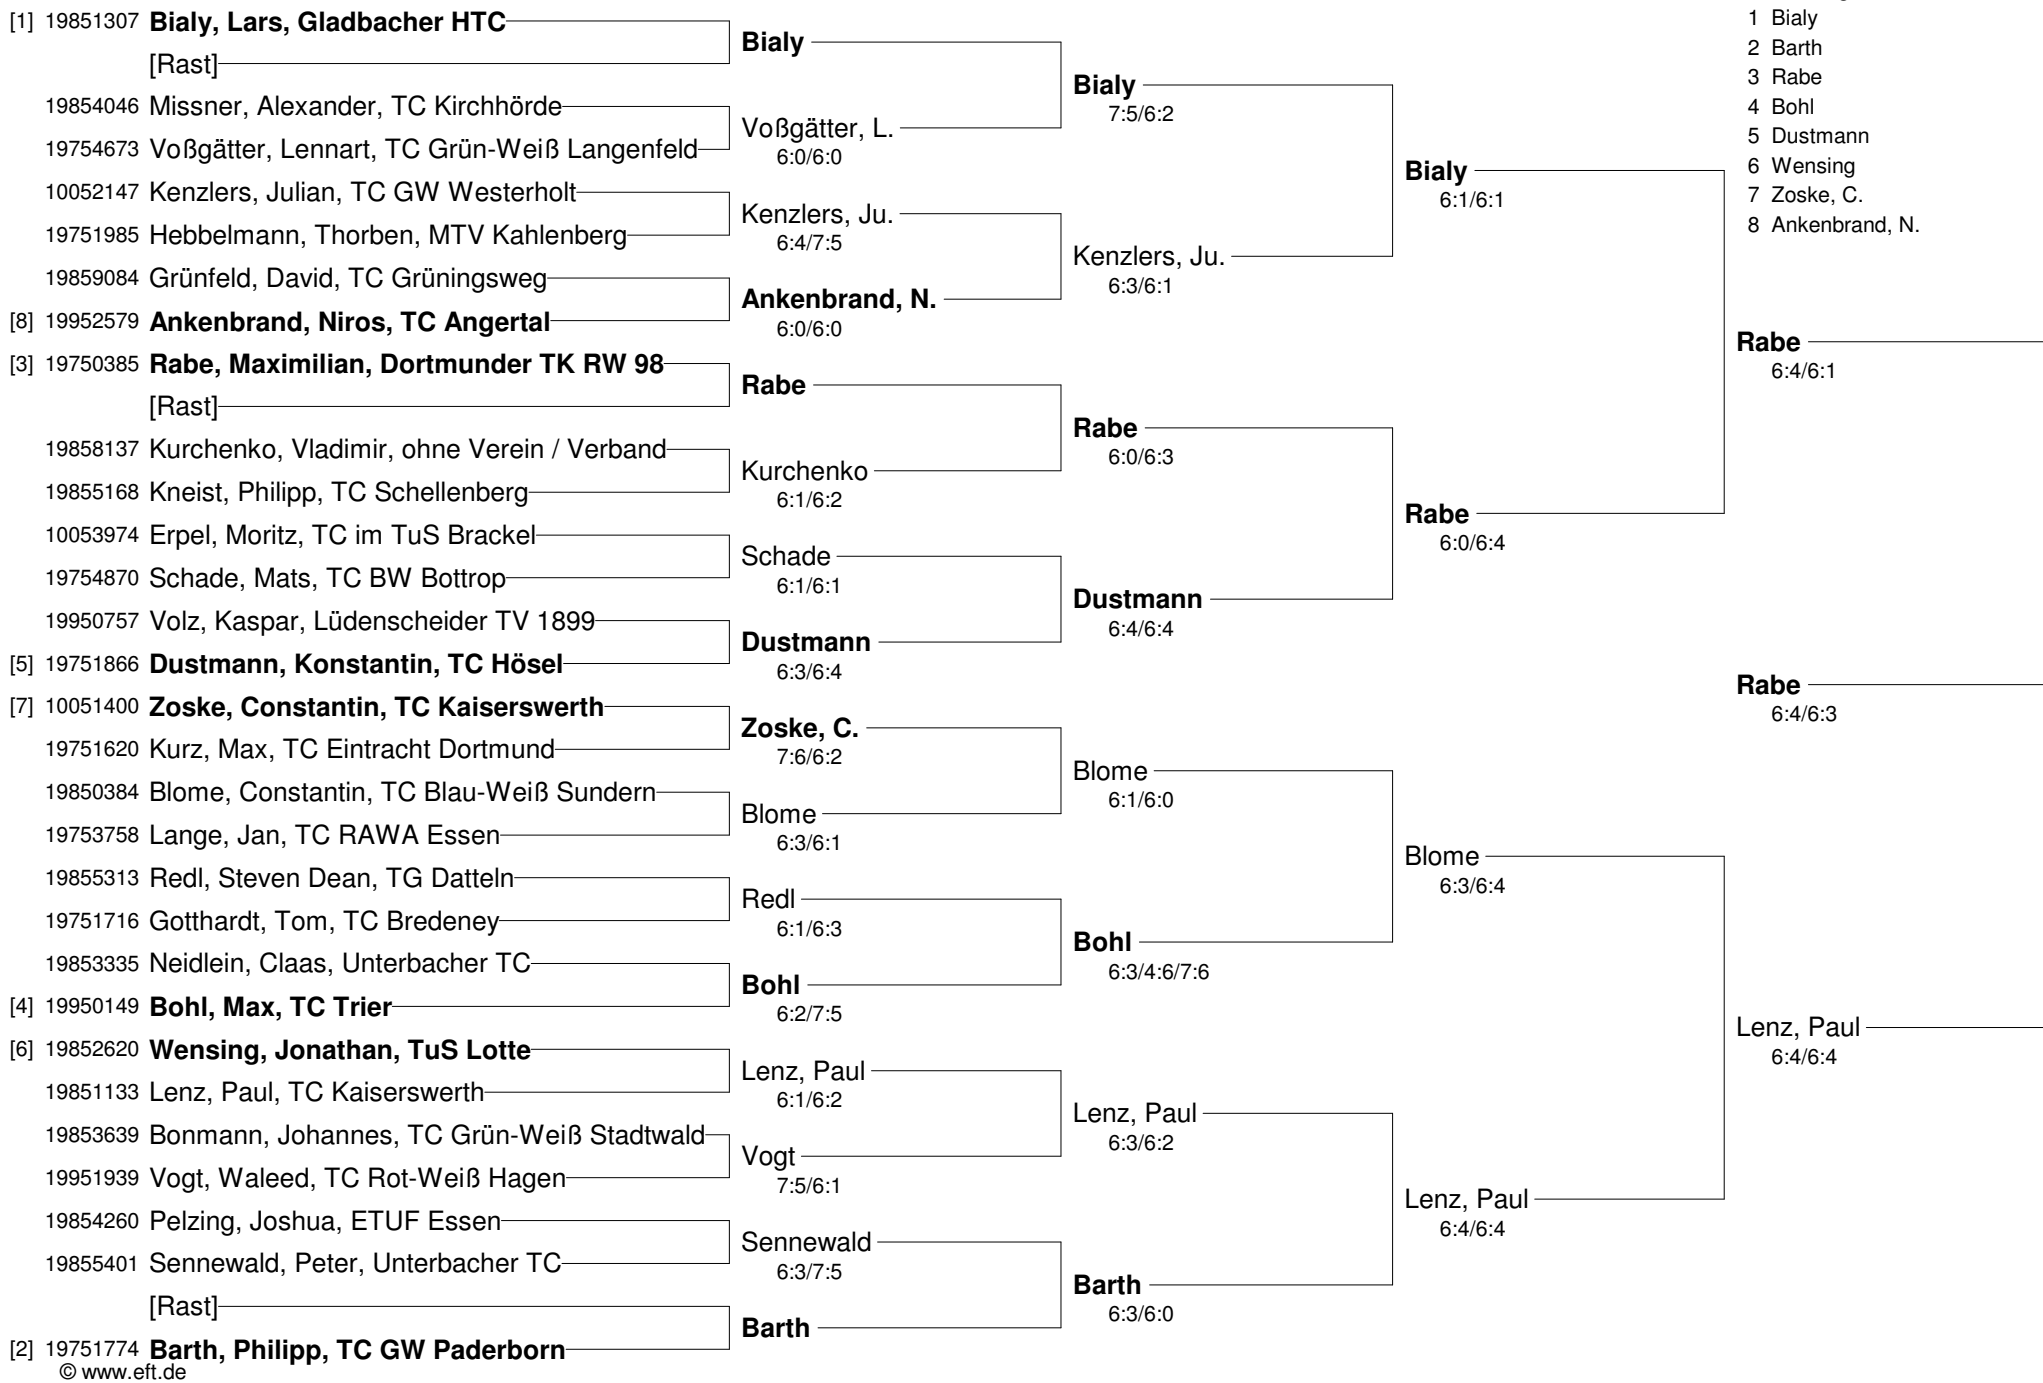 [1] 19851307 Bialy, Lars, Gladbacher HTC
[Rast]
19854046 Missner, Alexander, TC Kirchhörde
19754673 Voßgätter, Lennart, TC Grün-Weiß Langenfeld
10052147 Kenzlers, Julian, TC GW Westerholt
19751985 Hebbelmann, Thorben, MTV Kahlenberg
19859084 Grünfeld, David, TC Grüningsweg
[8] 19952579 Ankenbrand, Niros, TC Angertal
[3] 19750385 Rabe, Maximilian, Dortmunder TK RW 98
[Rast]
19858137 Kurchenko, Vladimir, ohne Verein / Verband
19855168 Kneist, Philipp, TC Schellenberg
10053974 Erpel, Moritz, TC im TuS Brackel
19754870 Schade, Mats, TC BW Bottrop
19950757 Volz, Kaspar, Lüdenscheider TV 1899
[5] 19751866 Dustmann, Konstantin, TC Hösel
[7] 10051400 Zoske, Constantin, TC Kaiserswerth
19751620 Kurz, Max, TC Eintracht Dortmund
19850384 Blome, Constantin, TC Blau-Weiß Sundern
19753758 Lange, Jan, TC RAWA Essen
19855313 Redl, Steven Dean, TG Datteln
19751716 Gotthardt, Tom, TC Bredeney
19853335 Neidlein, Claas, Unterbacher TC
[4] 19950149 Bohl, Max, TC Trier
[6] 19852620 Wensing, Jonathan, TuS Lotte
19851133 Lenz, Paul, TC Kaiserswerth
19853639 Bonmann, Johannes, TC Grün-Weiß Stadtwald
19951939 Vogt, Waleed, TC Rot-Weiß Hagen
19854260 Pelzing, Joshua, ETUF Essen
19855401 Sennewald, Peter, Unterbacher TC
[Rast]
[2] 19751774 Barth, Philipp, TC GW Paderborn
© www.eft.de
Bialy
Voßgätter, L.
6:0/6:0
Kenzlers, Ju.
6:4/7:5
Ankenbrand, N.
6:0/6:0
Rabe
Kurchenko
6:1/6:2
Schade
6:1/6:1
Dustmann
6:3/6:4
Zoske, C.
7:6/6:2
Blome
6:3/6:1
Redl
6:1/6:3
Bohl
6:2/7:5
Lenz, Paul
6:1/6:2
Vogt
7:5/6:1
Sennewald
6:3/7:5
Barth
Bialy
7:5/6:2
Kenzlers, Ju.
6:3/6:1
Rabe
6:0/6:3
Dustmann
6:4/6:4
Blome
6:1/6:0
Bohl
6:3/4:6/7:6
Lenz, Paul
6:3/6:2
Barth
6:3/6:0
Bialy
6:1/6:1
Rabe
6:0/6:4
Blome
6:3/6:4
Lenz, Paul
6:4/6:4
1 Bialy
2 Barth
3 Rabe
4 Bohl
5 Dustmann
6 Wensing
7 Zoske, C.
8 Ankenbrand, N.
Rabe
6:4/6:1
Rabe
6:4/6:3
Lenz, Paul
6:4/6:4